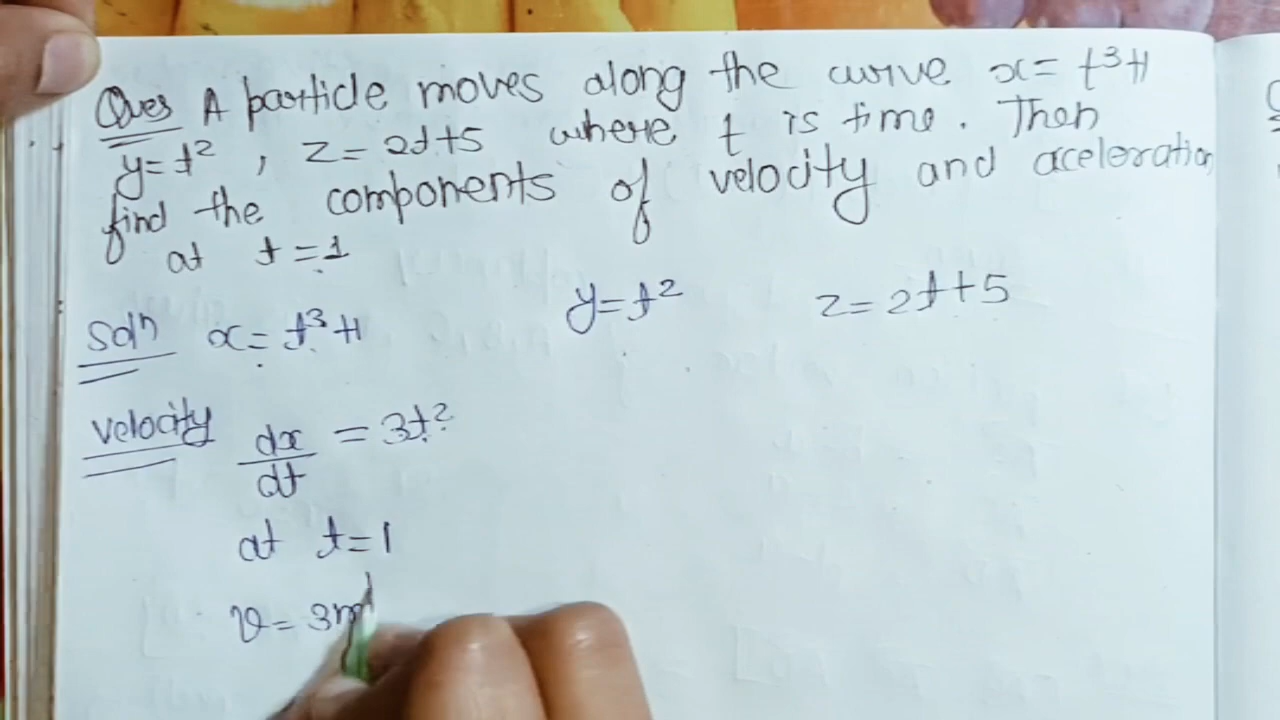 Ques A particle moves along the curve x = t³+1
y=t² , z = 2t+5 where t is time. Then
find the components of velocity and aceleration
at t = 1
Soln x = t³+1 y=t² z = 2t+5
Velocity dx/dt = 3t²
at t=1
v = 3m